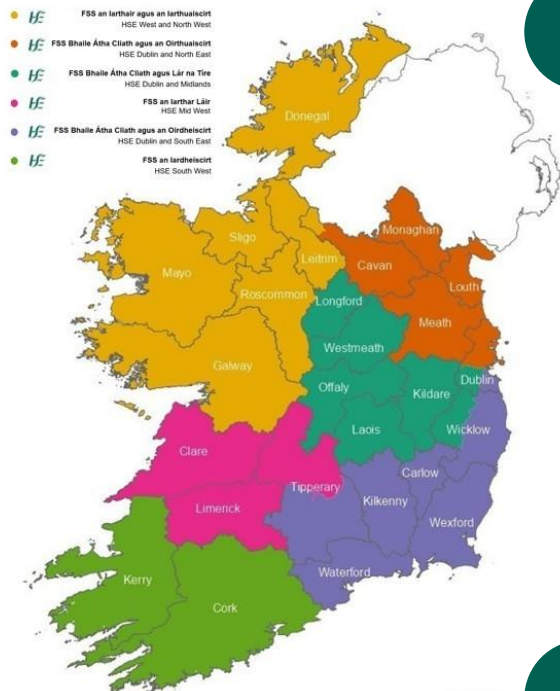 FSS an Iarthair agus an Iarthuaiscirt
HSE West and North West
FSS Bhaile Átha Cliath agus an Oirthuaiscirt
HSE Dublin and North East
FSS Bhaile Átha Cliath agus Lár na Tíre
HSE Dublin and Midlands
FSS an Iarthar Láir
HSE Mid West
FSS Bhaile Átha Cliath agus an Oirdheiscirt
HSE Dublin and South East
FSS an Iardheiscirt
HSE South West
Donegal
Monaghan
Sligo
Leitrim
Cavan
Mayo
Louth
Roscommon
Longford
Meath
Westmeath
Galway
Dublin
Offaly
Kildare
Laois
Wicklow
Clare
Carlow
Tipperary
Kilkenny
Limerick
Wexford
Waterford
Kerry
Cork